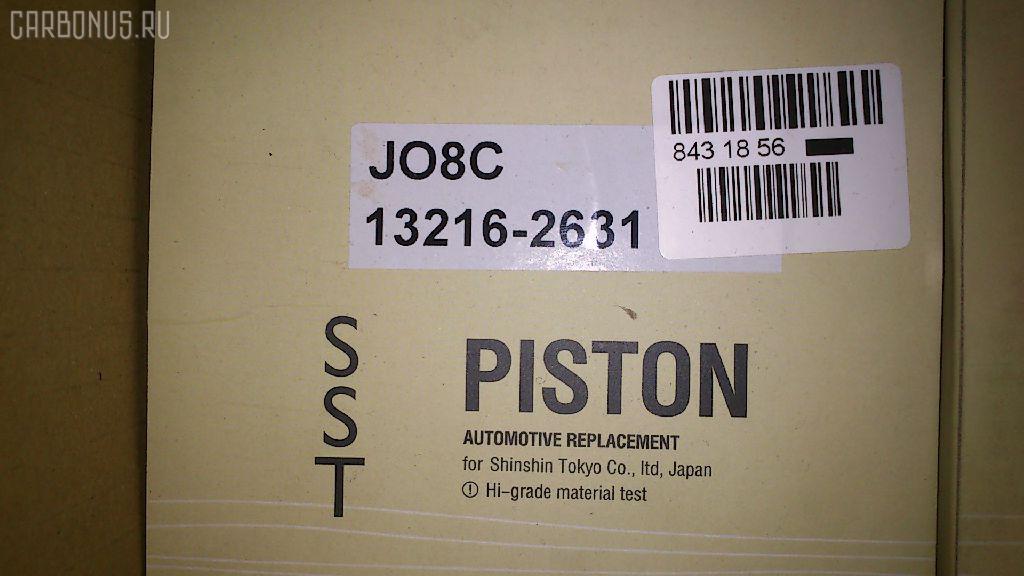 CARBONUS.RU
JO8C
13216-2631
843 18 56
SST
PISTON
AUTOMOTIVE REPLACEMENT
for Shinshin Tokyo Co., ltd, Japan
! Hi-grade material test